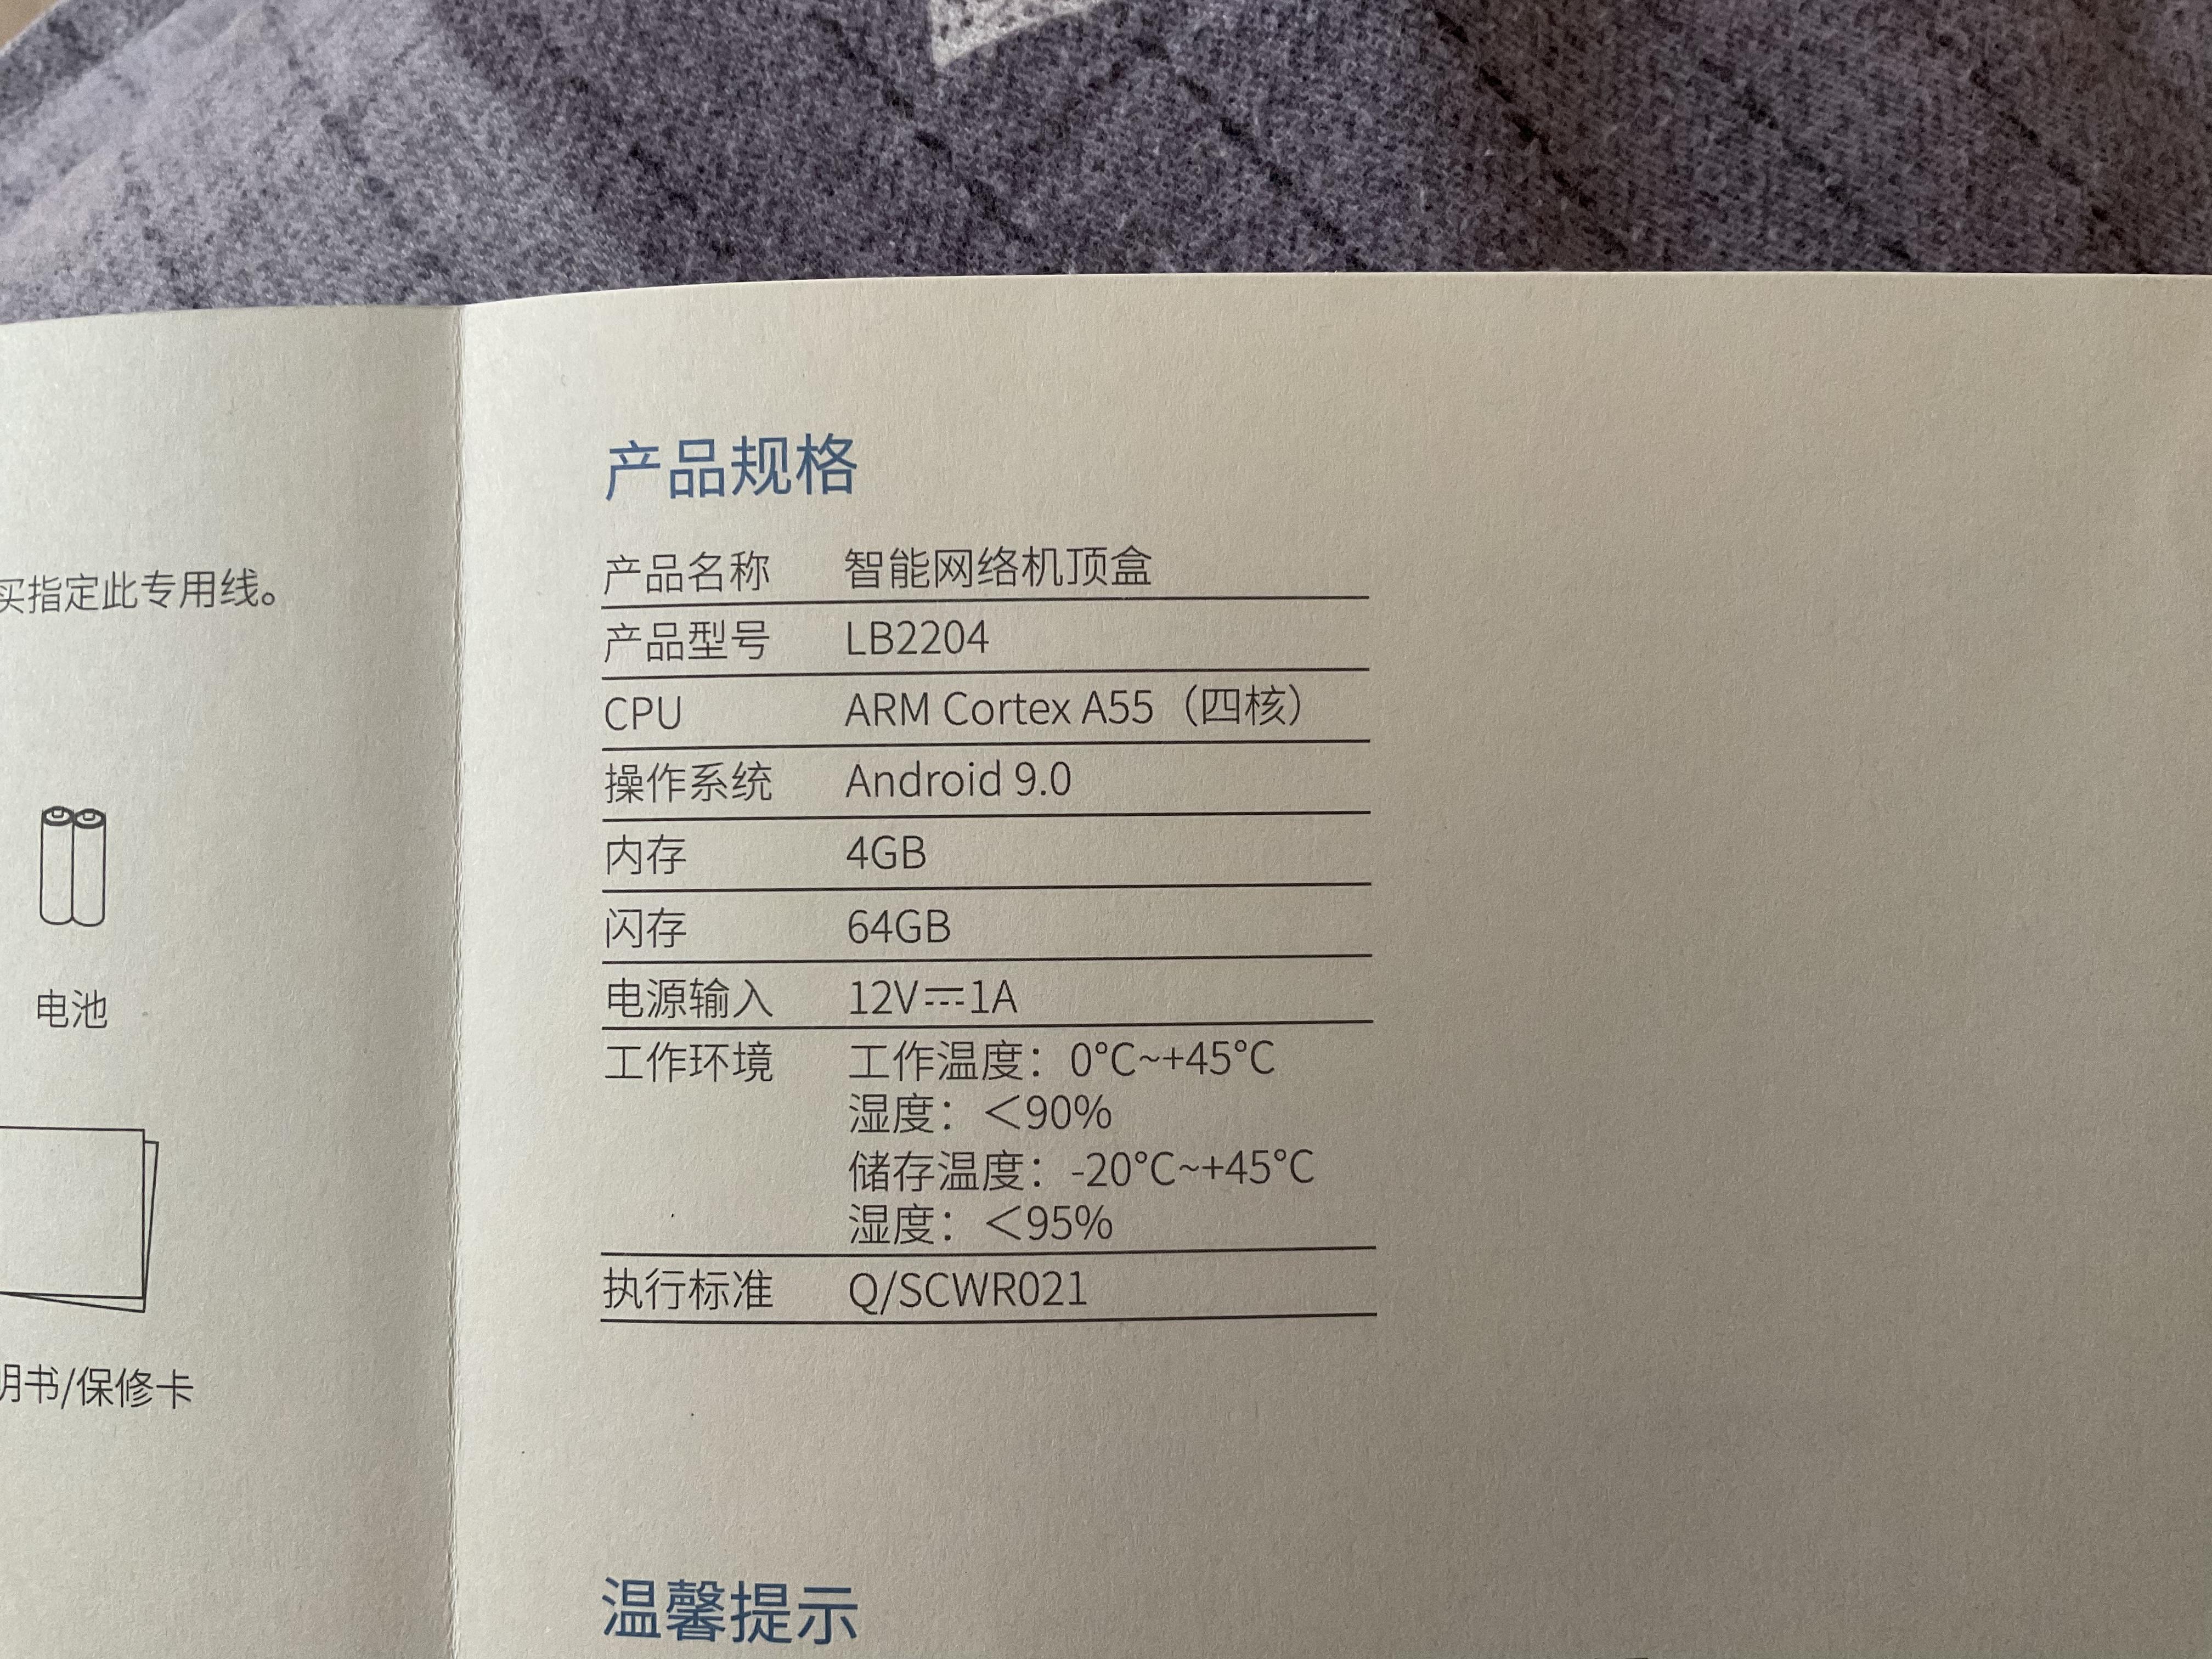 买指定此专用线。
电池
明书/保修卡
产品规格
产品名称 智能网络机顶盒
产品型号 LB2204
CPU ARM Cortex A55（四核）
操作系统 Android 9.0
内存 4GB
闪存 64GB
电源输入 12V⎓1A
工作环境 工作温度：0°C~+45°C
湿度：＜90%
储存温度：-20°C~+45°C
湿度：＜95%
执行标准 Q/SCWR021
温馨提示